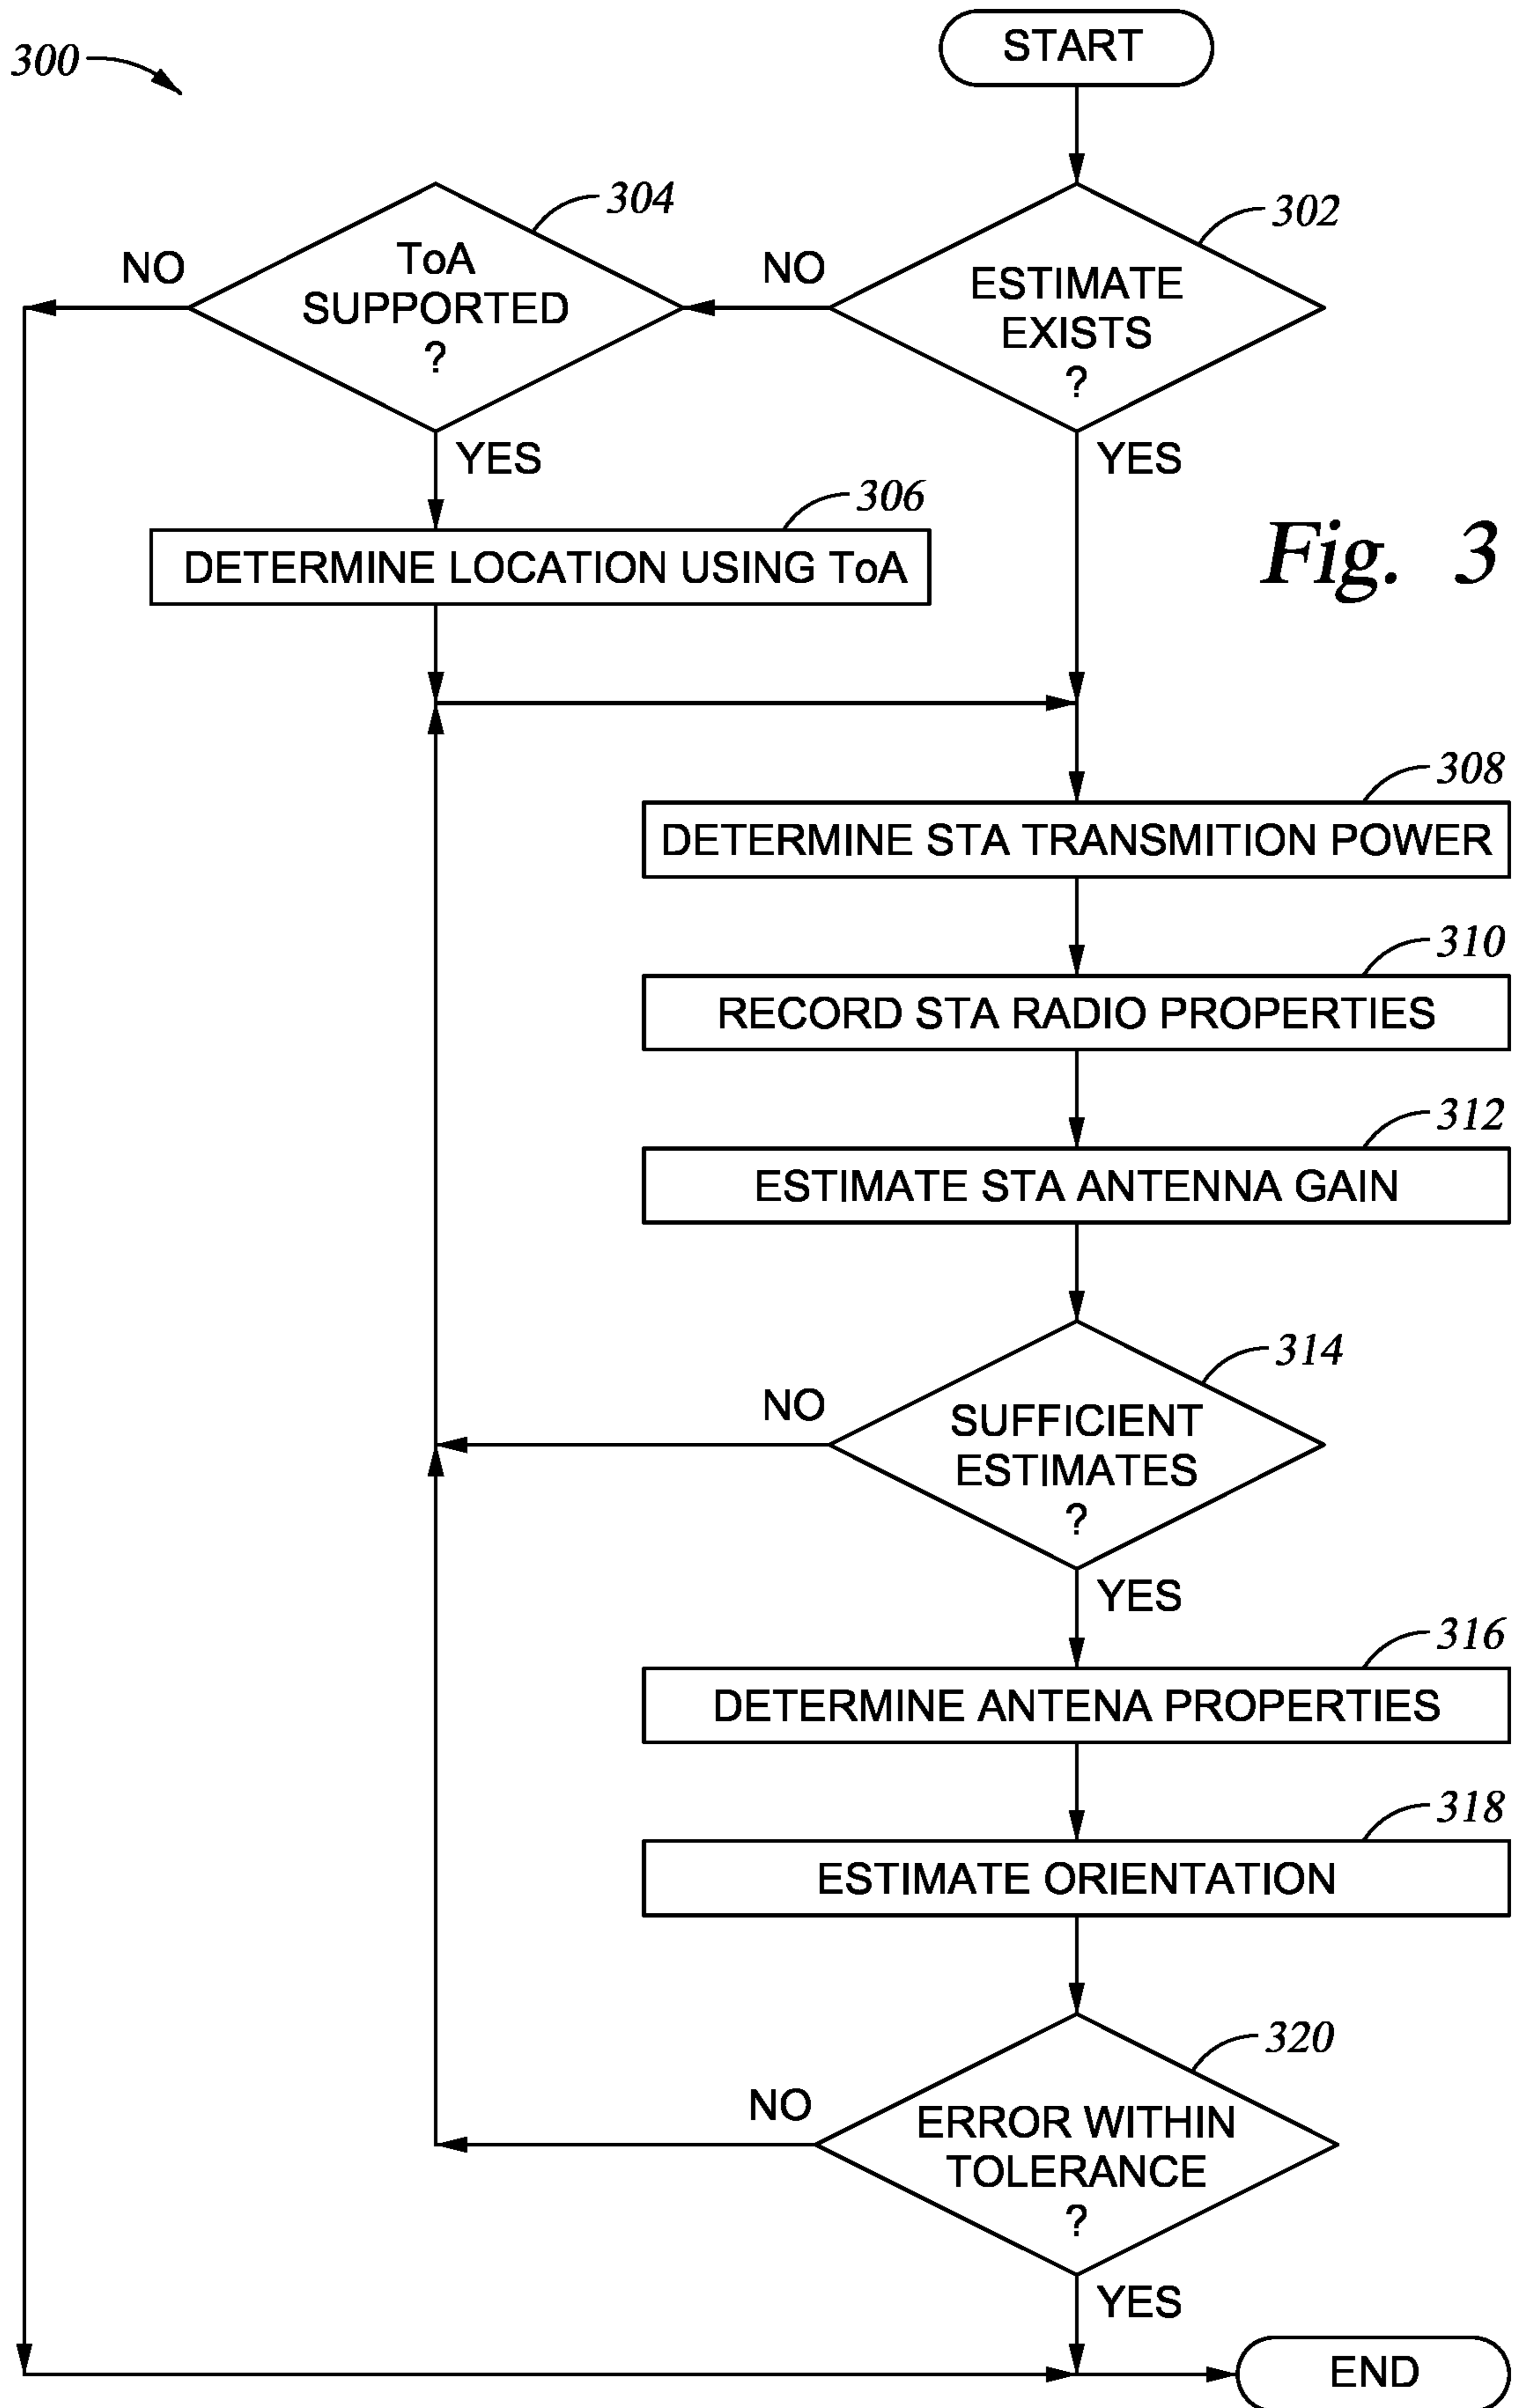 300
START
304
302
NO
ToA
SUPPORTED
?
NO
ESTIMATE
EXISTS
?
YES
YES
306
DETERMINE LOCATION USING ToA
Fig. 3
308
DETERMINE STA TRANSMITION POWER
310
RECORD STA RADIO PROPERTIES
312
ESTIMATE STA ANTENNA GAIN
314
NO
SUFFICIENT
ESTIMATES
?
YES
316
DETERMINE ANTENA PROPERTIES
318
ESTIMATE ORIENTATION
320
NO
ERROR WITHIN
TOLERANCE
?
YES
END